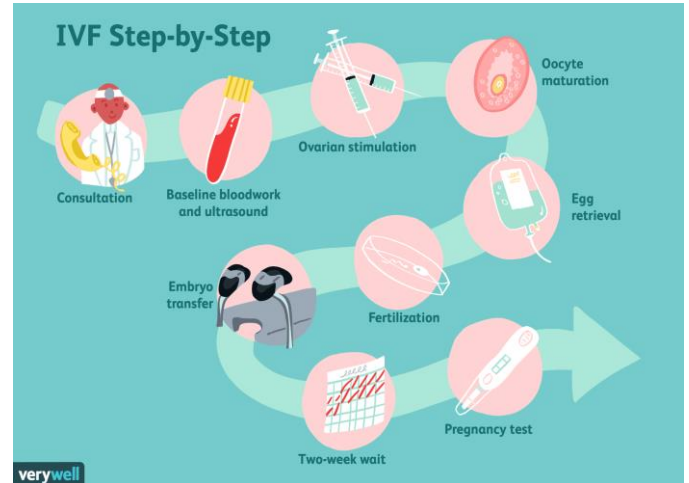 IVF Step-by-Step
Consultation
Baseline bloodwork
and ultrasound
Ovarian stimulation
Oocyte
maturation
Egg
retrieval
Fertilization
Embryo
transfer
Two-week wait
Pregnancy test
verywell